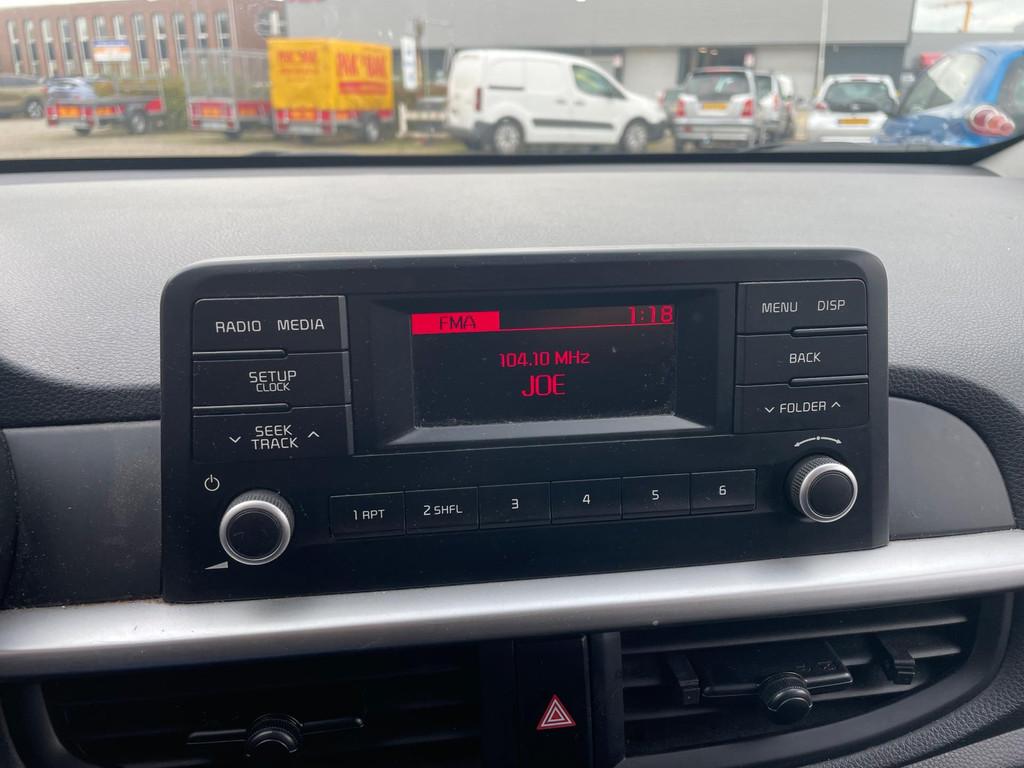 RADIO MEDIA
SETUP
CLOCK
SEEK
TRACK
FMA
1:18
104.10 MHz
JOE
MENU DISP
BACK
FOLDER
1 RPT
2 SHFL
3
4
5
6